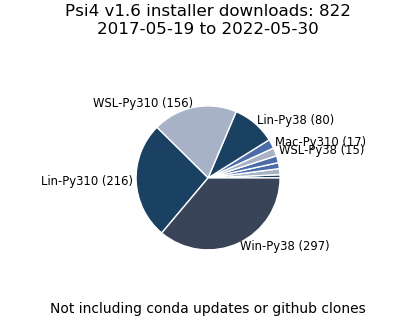 Psi4 v1.6 installer downloads: 822
2017-05-19 to 2022-05-30
WSL-Py310 (156)
Lin-Py38 (80)
Mac-Py310 (17)
WSL-Py38 (15)
Lin-Py310 (216)
Win-Py38 (297)
Not including conda updates or github clones